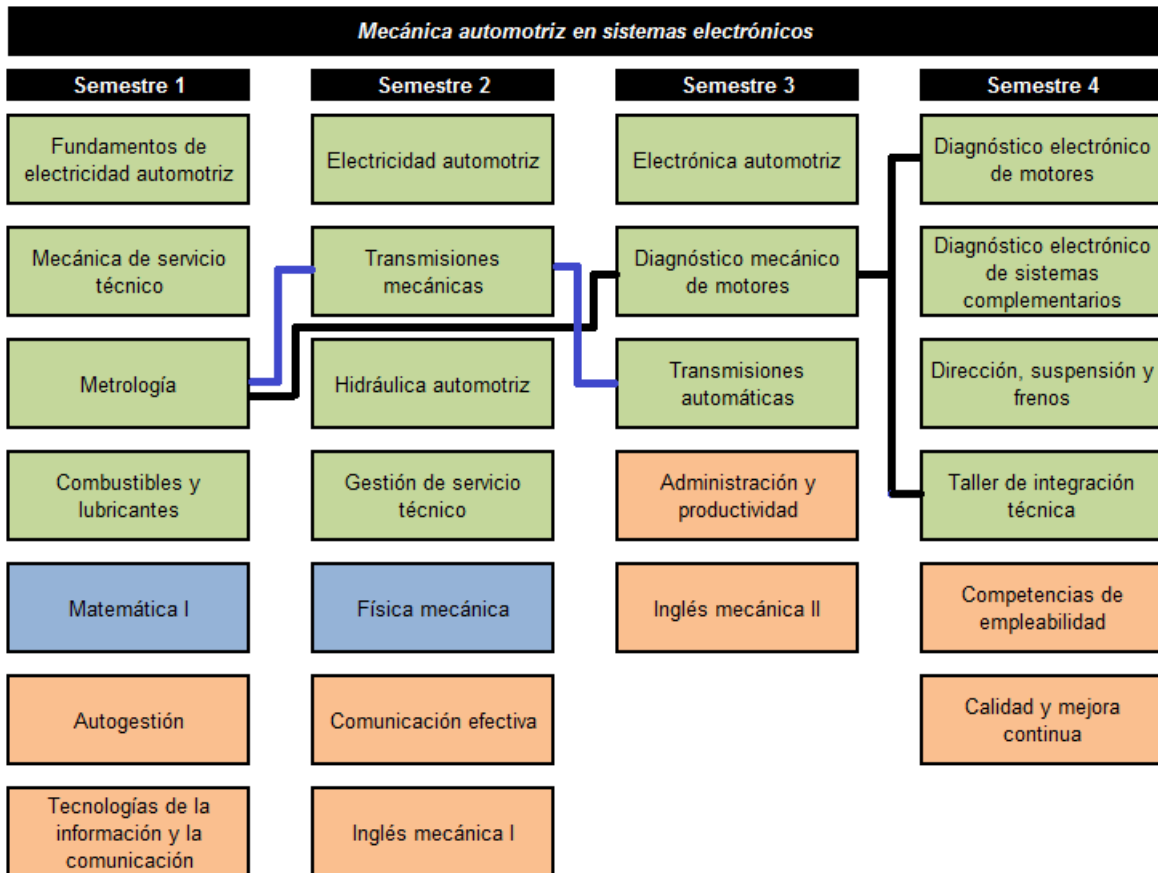 Mecánica automotriz en sistemas electrónicos
Semestre 1
Fundamentos de
electricidad automotriz
Mecánica de servicio
técnico
Metrología
Combustibles y
lubricantes
Matemática I
Autogestión
Tecnologías de la
información y la
comunicación
Semestre 2
Electricidad automotriz
Transmisiones
mecánicas
Hidráulica automotriz
Gestión de servicio
técnico
Física mecánica
Comunicación efectiva
Inglés mecánica I
Semestre 3
Electrónica automotriz
Diagnóstico mecánico
de motores
Transmisiones
automáticas
Administración y
productividad
Inglés mecánica II
Semestre 4
Diagnóstico electrónico
de motores
Diagnóstico electrónico
de sistemas
complementarios
Dirección, suspensión y
frenos
Taller de integración
técnica
Competencias de
empleabilidad
Calidad y mejora
continua